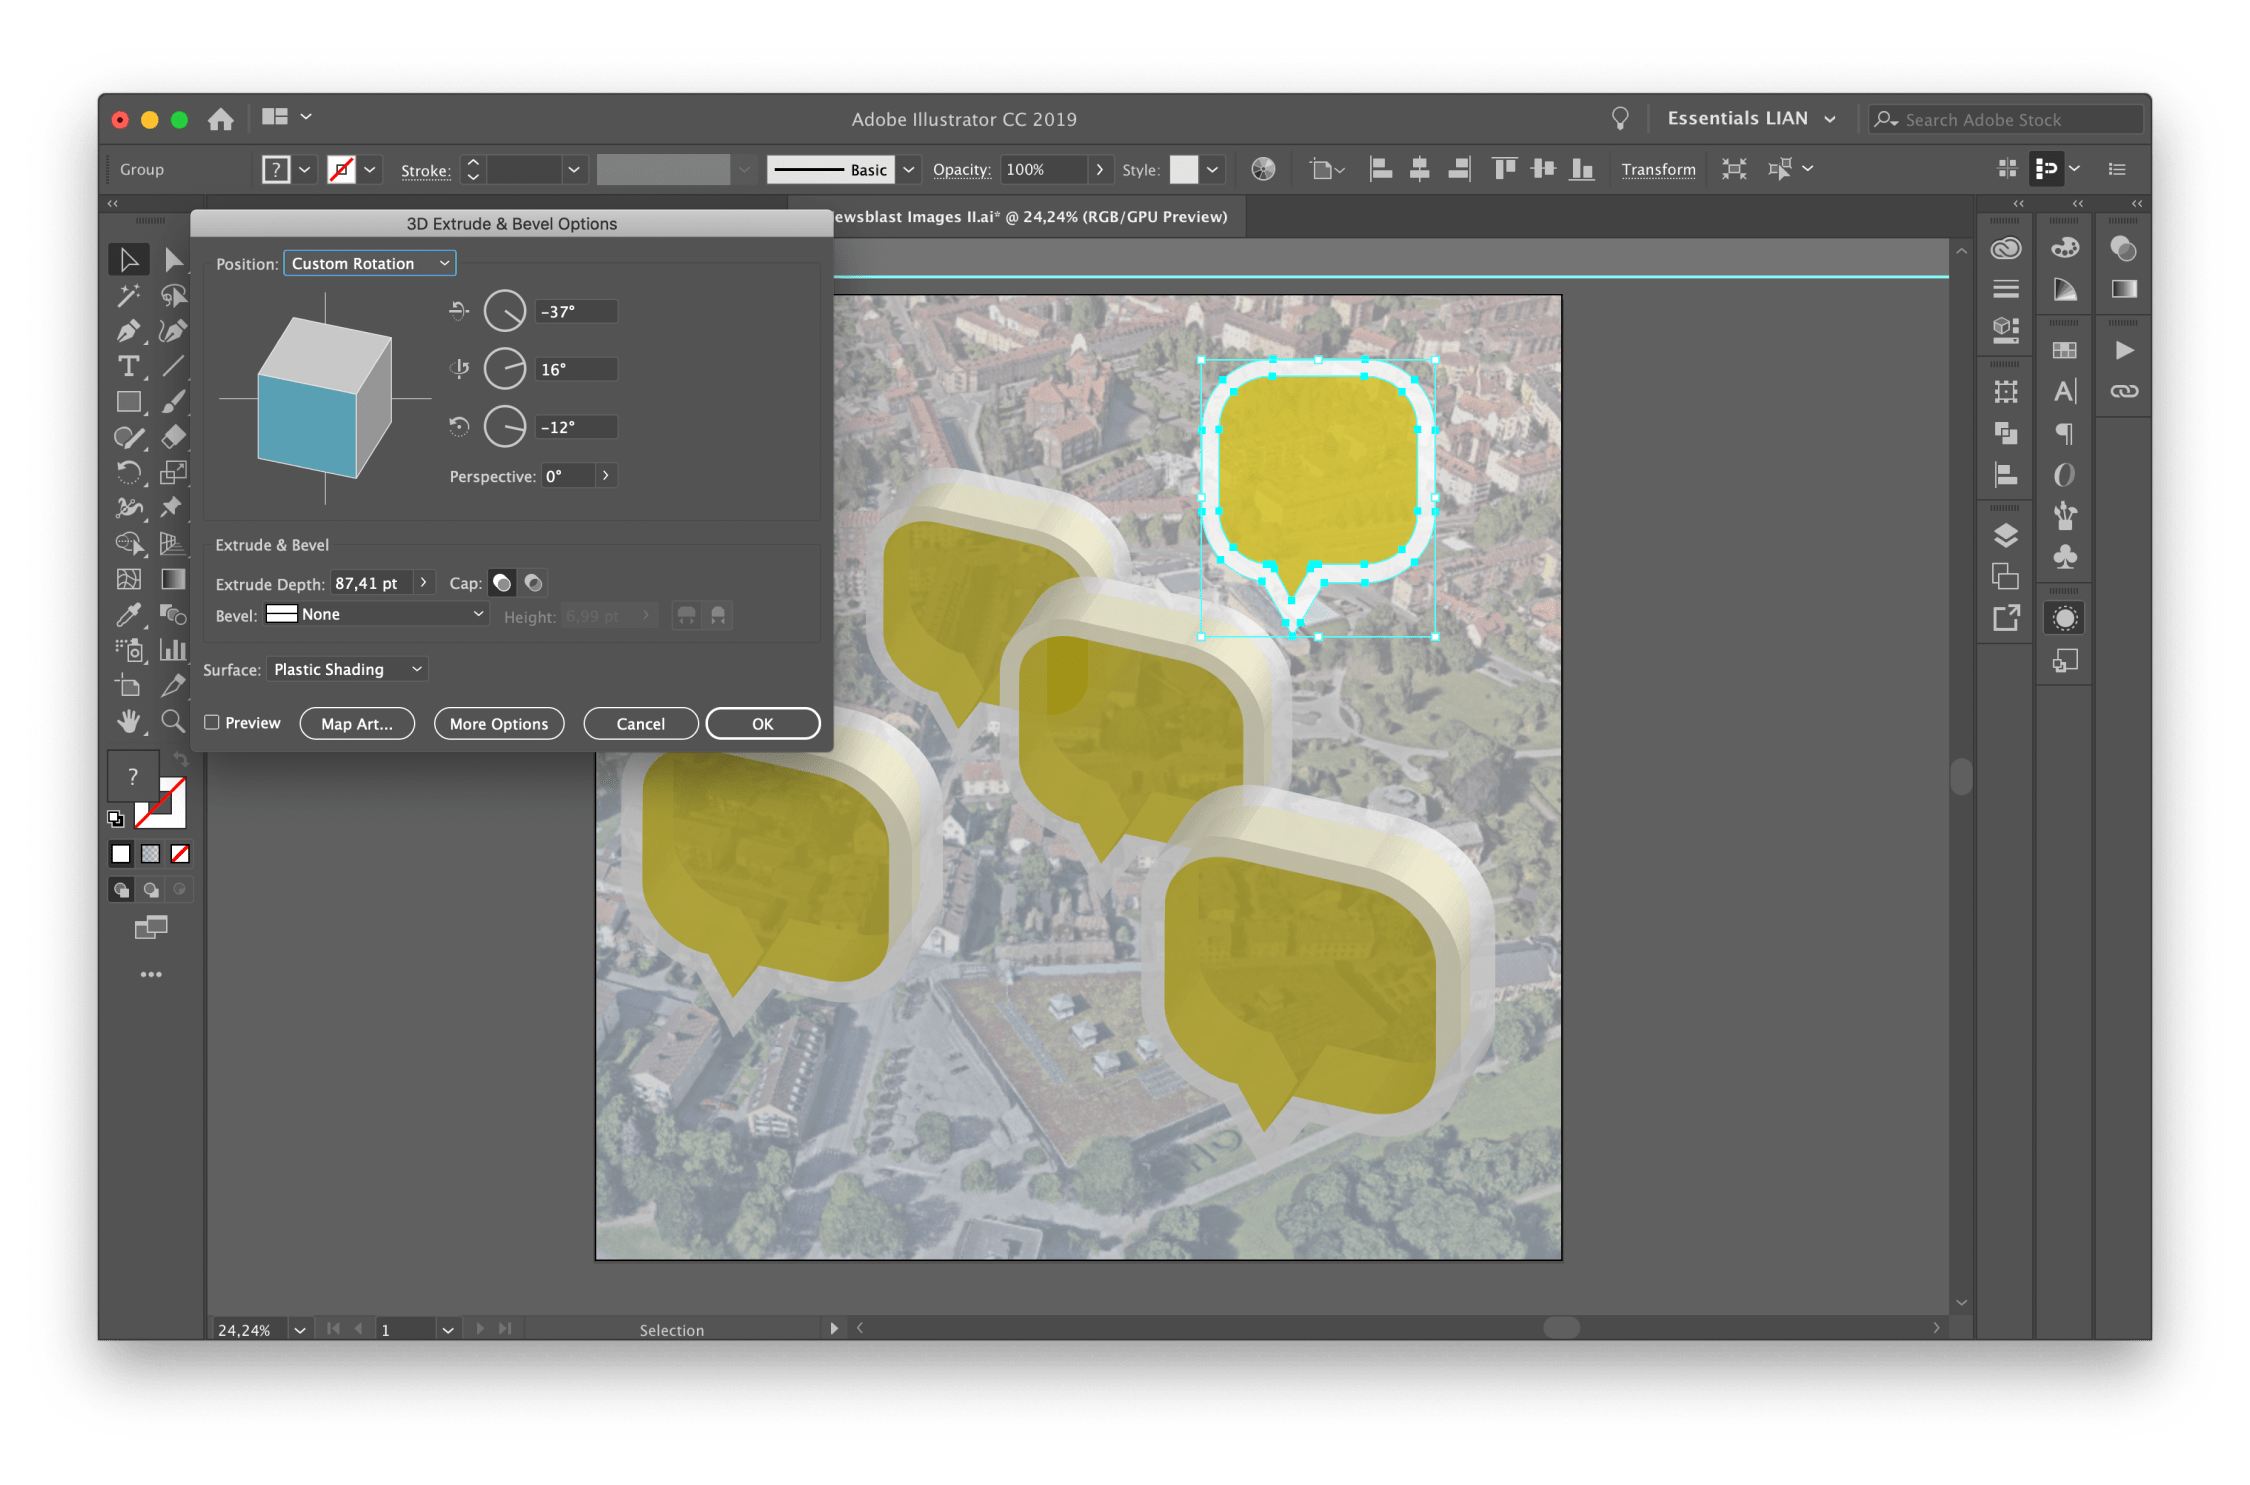 Adobe Illustrator CC 2019
Essentials LIAN
Search Adobe Stock
Group
?
Stroke:
Basic
Opacity: 100%
Style:
Transform
ewsblast Images II.ai* @ 24,24% (RGB/GPU Preview)
3D Extrude & Bevel Options
Position: Custom Rotation
-37°
16°
-12°
Perspective: 0°
Extrude & Bevel
Extrude Depth: 87,41 pt
Cap:
Bevel: None
Height: 6,99 pt
Surface: Plastic Shading
Preview
Map Art...
More Options
Cancel
OK
?
24,24%
1
Selection